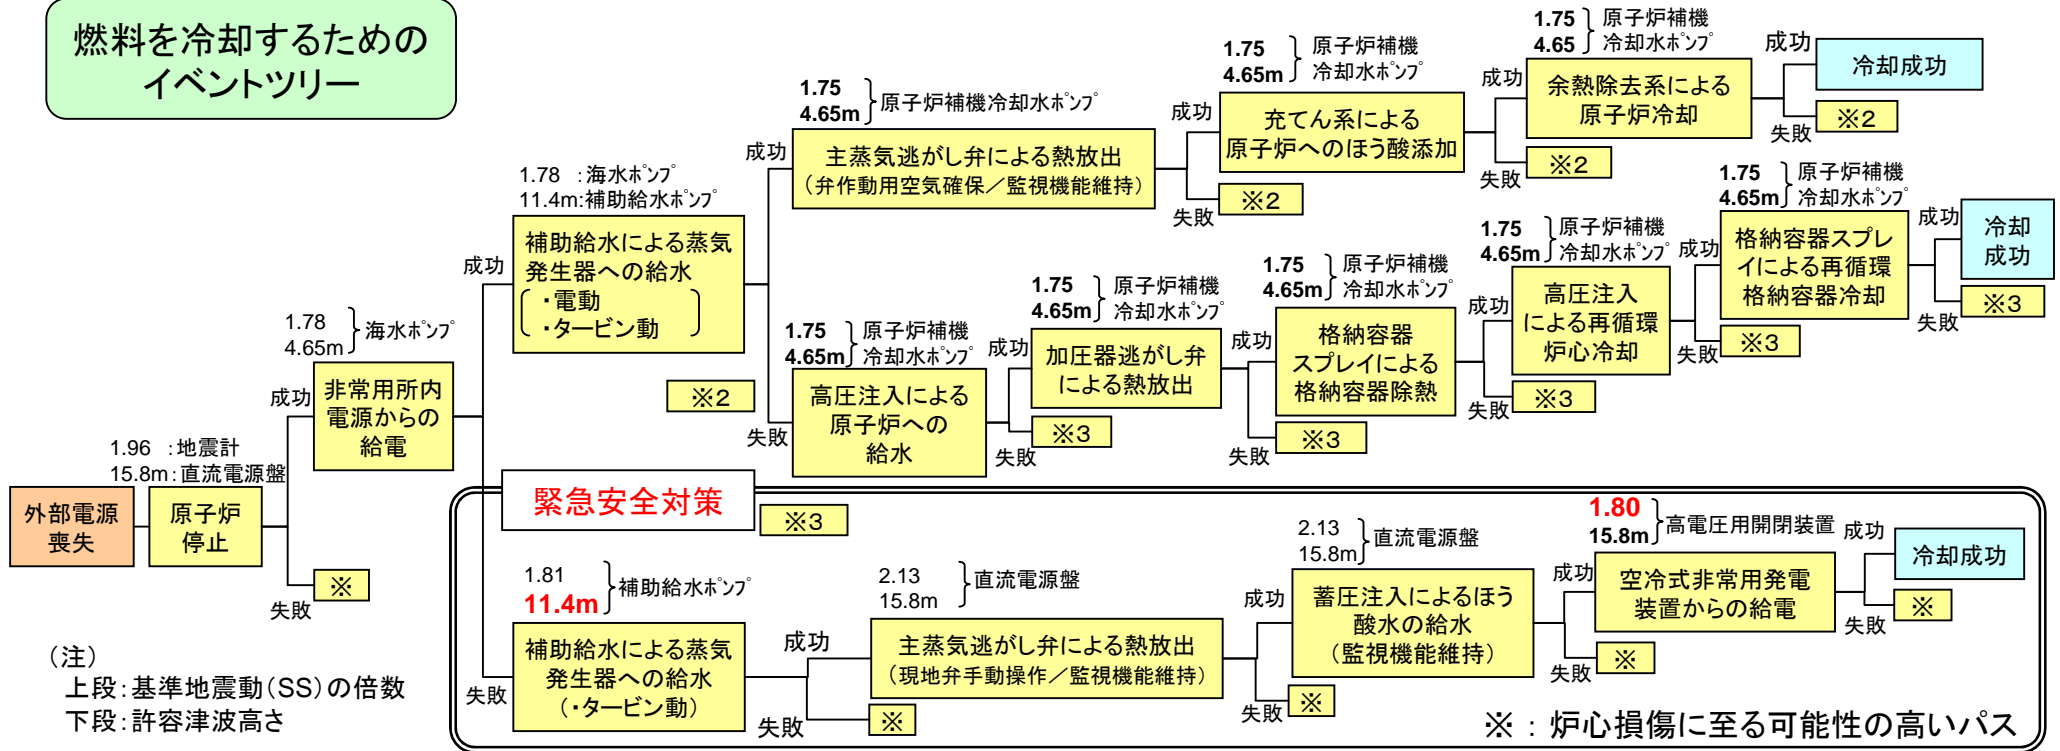 燃料を冷却するための
イベントツリー
外部電源
喪失
1.96 :地震計
15.8m:直流電源盤
原子炉
停止
成功
失敗
※
1.78
4.65m
海水ポンプ
非常用所内
電源からの
給電
成功
失敗
1.78 :海水ポンプ
11.4m:補助給水ポンプ
補助給水による蒸気
発生器への給水
・電動
・タービン動
成功
失敗
※2
1.75
4.65m
原子炉補機冷却水ポンプ
主蒸気逃がし弁による熱放出
(弁作動用空気確保/監視機能維持)
成功
失敗
※2
1.75
4.65m
原子炉補機
冷却水ポンプ
充てん系による
原子炉へのほう酸添加
成功
失敗
※2
1.75
4.65
原子炉補機
冷却水ポンプ
余熱除去系による
原子炉冷却
成功
冷却成功
失敗
※2
1.75
4.65m
原子炉補機
冷却水ポンプ
高圧注入による
原子炉への
給水
成功
失敗
※3
1.75
4.65m
原子炉補機
冷却水ポンプ
加圧器逃がし弁
による熱放出
成功
失敗
※3
1.75
4.65m
原子炉補機
冷却水ポンプ
格納容器
スプレイによる
格納容器除熱
成功
失敗
※3
1.75
4.65m
原子炉補機
冷却水ポンプ
高圧注入
による再循環
炉心冷却
成功
失敗
※3
1.75
4.65m
原子炉補機
冷却水ポンプ
格納容器スプレ
イによる再循環
格納容器冷却
成功
冷却
成功
失敗
※3
緊急安全対策
※3
1.81
11.4m
補助給水ポンプ
補助給水による蒸気
発生器への給水
(・タービン動)
成功
失敗
※
2.13
15.8m
直流電源盤
主蒸気逃がし弁による熱放出
(現地弁手動操作/監視機能維持)
成功
失敗
※
2.13
15.8m
直流電源盤
蓄圧注入によるほう
酸水の給水
(監視機能維持)
成功
失敗
※
1.80
15.8m
高電圧用開閉装置
空冷式非常用発電
装置からの給電
成功
冷却成功
失敗
※
(注)
上段:基準地震動(SS)の倍数
下段:許容津波高さ
※ : 炉心損傷に至る可能性の高いパス